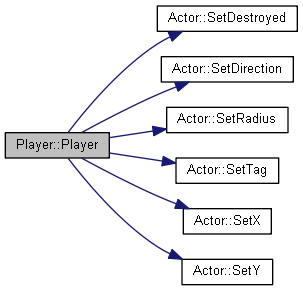 Actor::SetDestroyed
Actor::SetDirection
Actor::SetRadius
Player::Player
Actor::SetTag
Actor::SetX
Actor::SetY